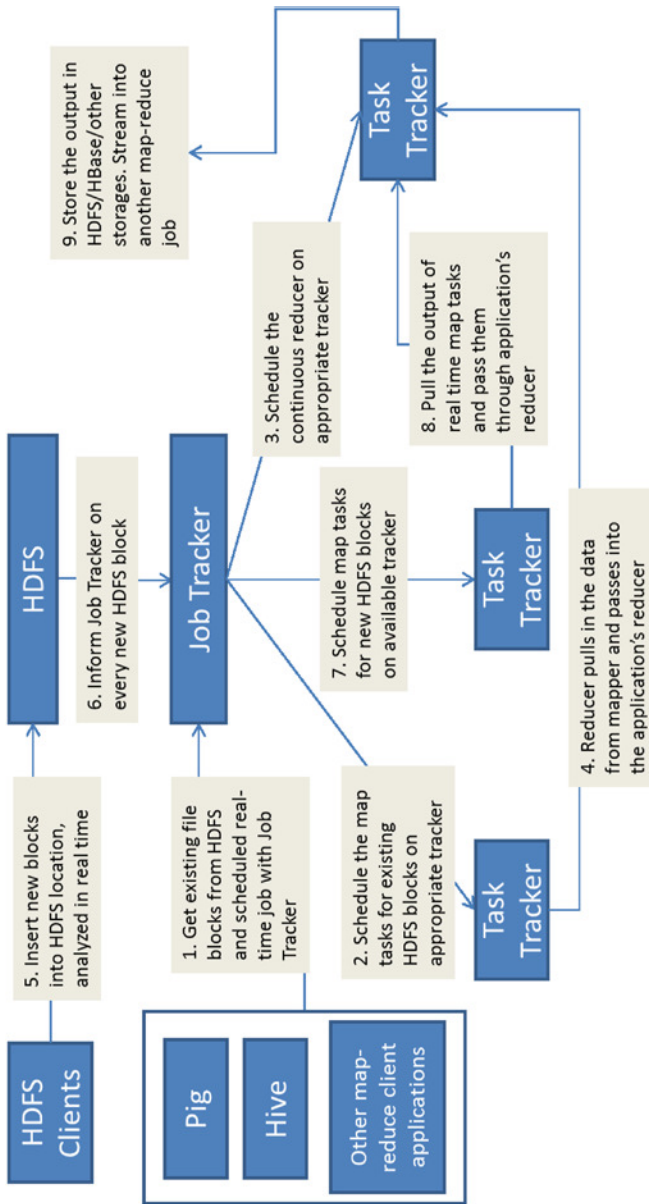 HDFS
Clients
5. Insert new blocks
into HDFS location,
analyzed in real time
HDFS
6. Inform Job Tracker on
every new HDFS block
Pig
Hive
Other map-
reduce client
applications
1. Get existing file
blocks from HDFS
and scheduled real-
time job with Job
Tracker
Job Tracker
2. Schedule the map
tasks for existing
HDFS blocks on
appropriate tracker
7. Schedule map tasks
for new HDFS blocks
on available tracker
3. Schedule the
continuous reducer on
appropriate tracker
9. Store the output in
HDFS/HBase/other
storages. Stream into
another map-reduce
job
Task
Tracker
Task
Tracker
8. Pull the output of
real time map tasks
and pass them
through application's
reducer
Task
Tracker
4. Reducer pulls in the data
from mapper and passes into
the application's reducer